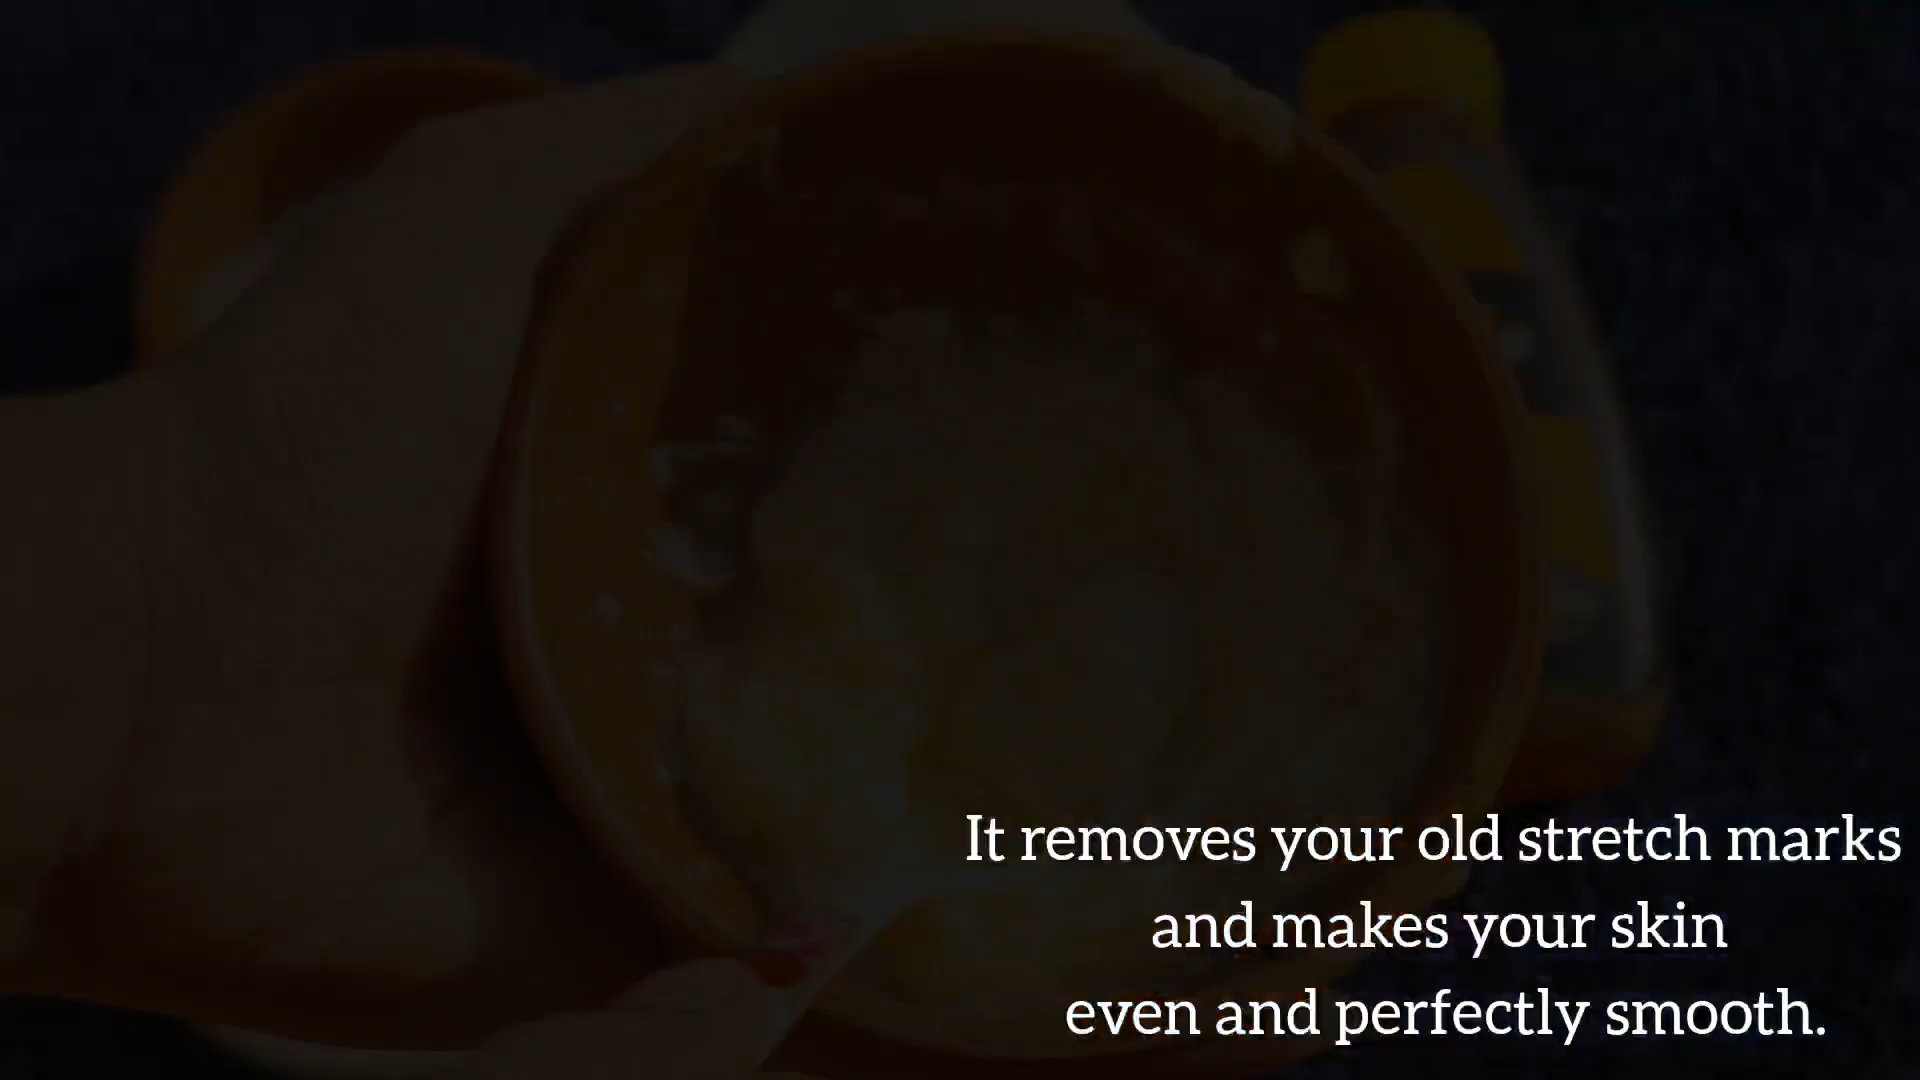 It removes your old stretch marks
and makes your skin
even and perfectly smooth.